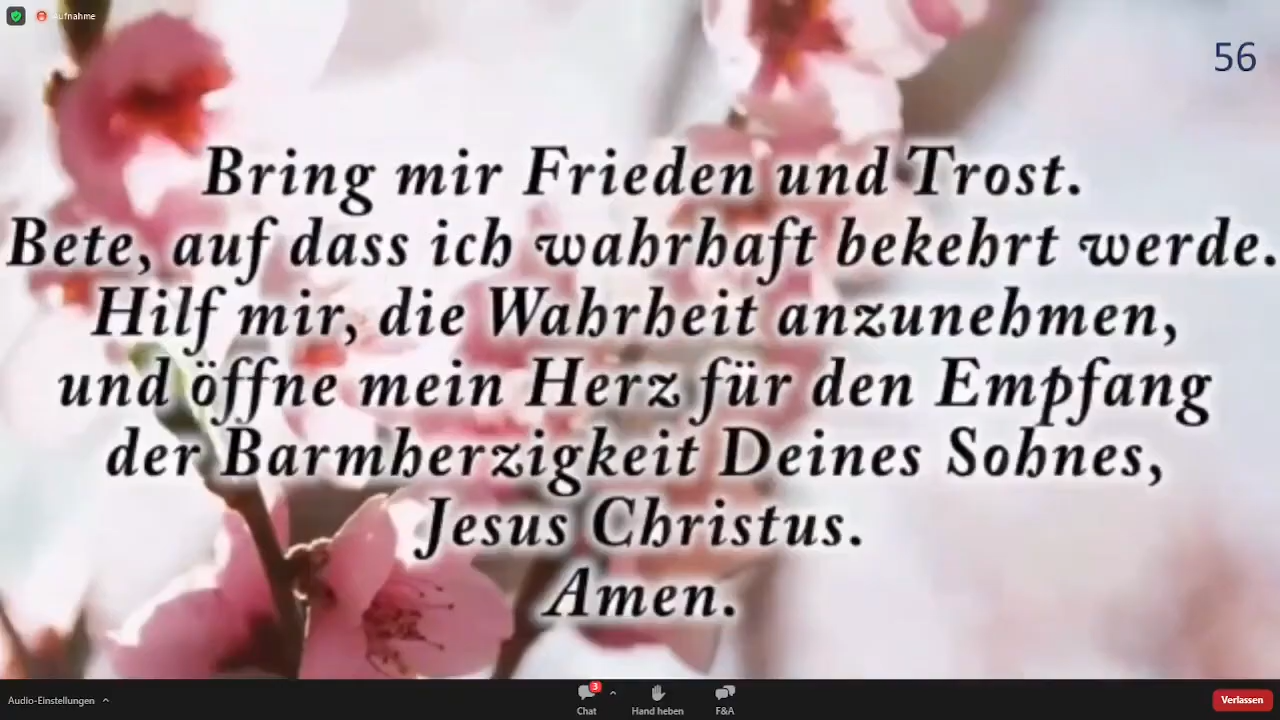 Aufnahme
56
Bring mir Frieden und Trost.
Bete, auf dass ich wahrhaft bekehrt werde.
Hilf mir, die Wahrheit anzunehmen,
und öffne mein Herz für den Empfang
der Barmherzigkeit Deines Sohnes,
Jesus Christus.
Amen.
Audio-Einstellungen
3
Chat
Hand heben
F&A
Verlassen